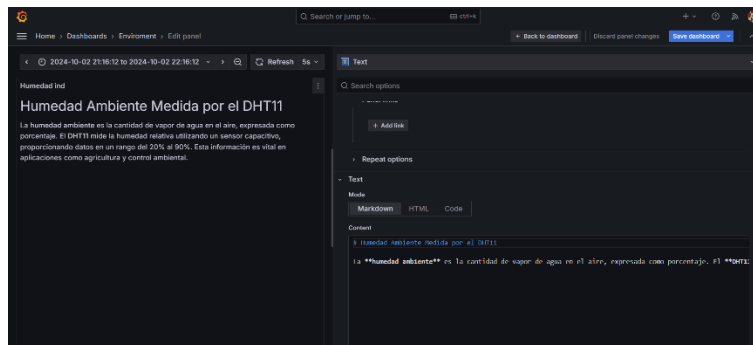 Search or jump to...
ctrl+k
Home › Dashboards › Enviroment › Edit panel
Back to dashboard
Discard panel changes
Save dashboard
2024-10-02 21:16:12 to 2024-10-02 22:16:12
Refresh 5s
Text
Humedad ind
Search options
Humedad Ambiente Medida por el DHT11
La humedad ambiente es la cantidad de vapor de agua en el aire, expresada como
porcentaje. El DHT11 mide la humedad relativa utilizando un sensor capacitivo,
proporcionando datos en un rango del 20% al 90%. Esta información es vital en
aplicaciones como agricultura y control ambiental.
+ Add link
Repeat options
Text
Mode
Markdown HTML Code
Content
# Humedad Ambiente Medida por el DHT11
La **humedad ambiente** es la cantidad de vapor de agua en el aire, expresada como porcentaje. El **DHT11